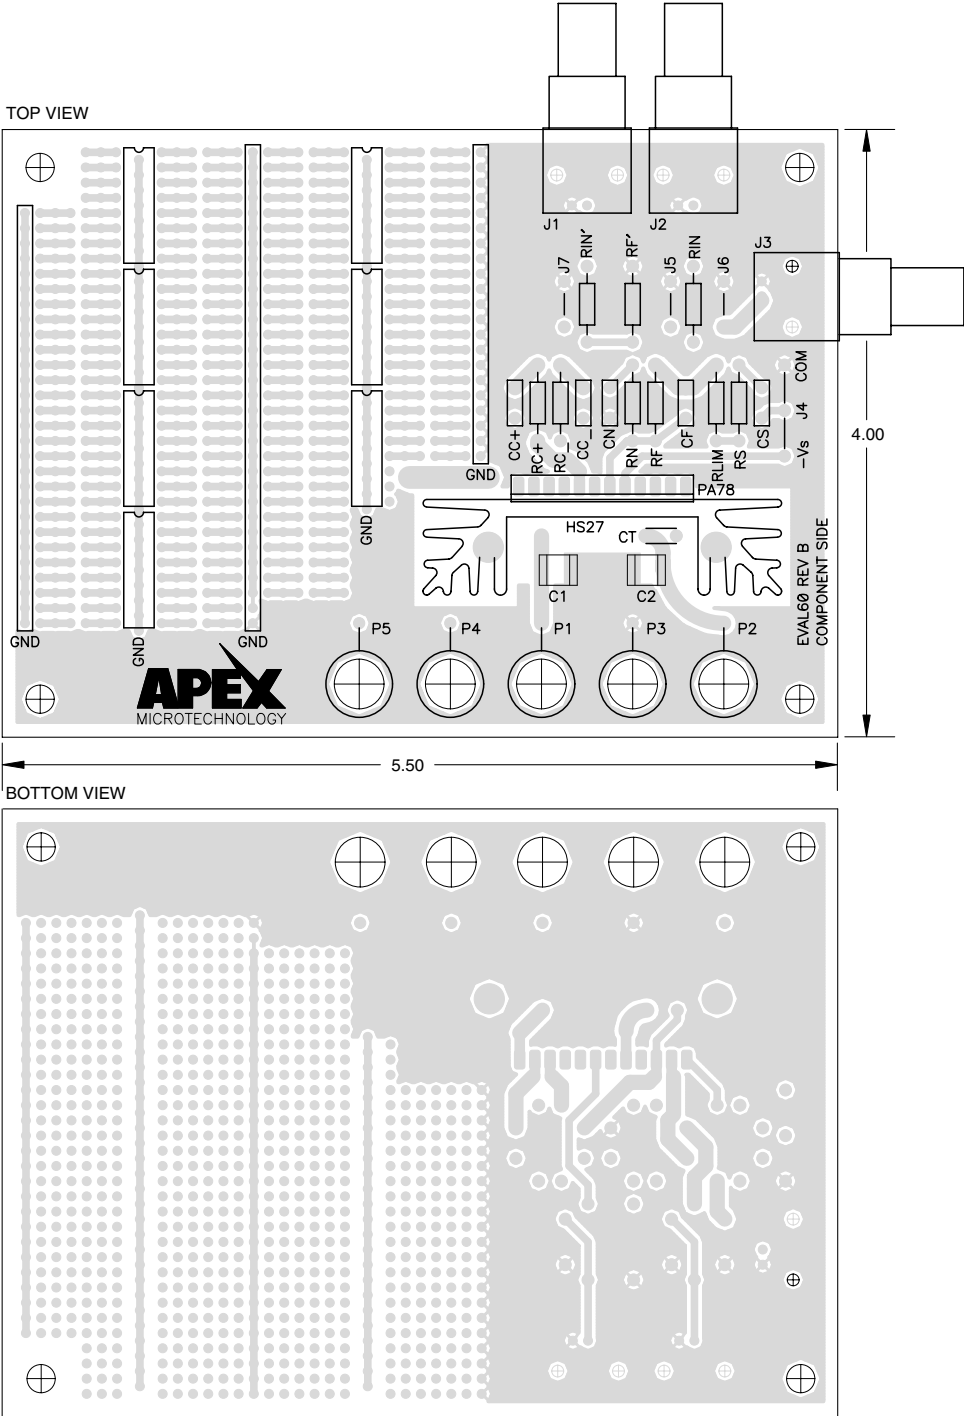 TOP VIEW
J1
J2
J3
RIN'
RF'
RIN
J7
J5
J6
COM
J4
-Vs
4.00
CC+
RC+
RC_
CC_
CN
RN
RF
CF
RLIM
RS
CS
GND
PA78
HS27
CT
GND
C1
C2
EVAL60 REV B
COMPONENT SIDE
GND
GND
GND
P5
P4
P1
P3
P2
APEX
MICROTECHNOLOGY
5.50
BOTTOM VIEW